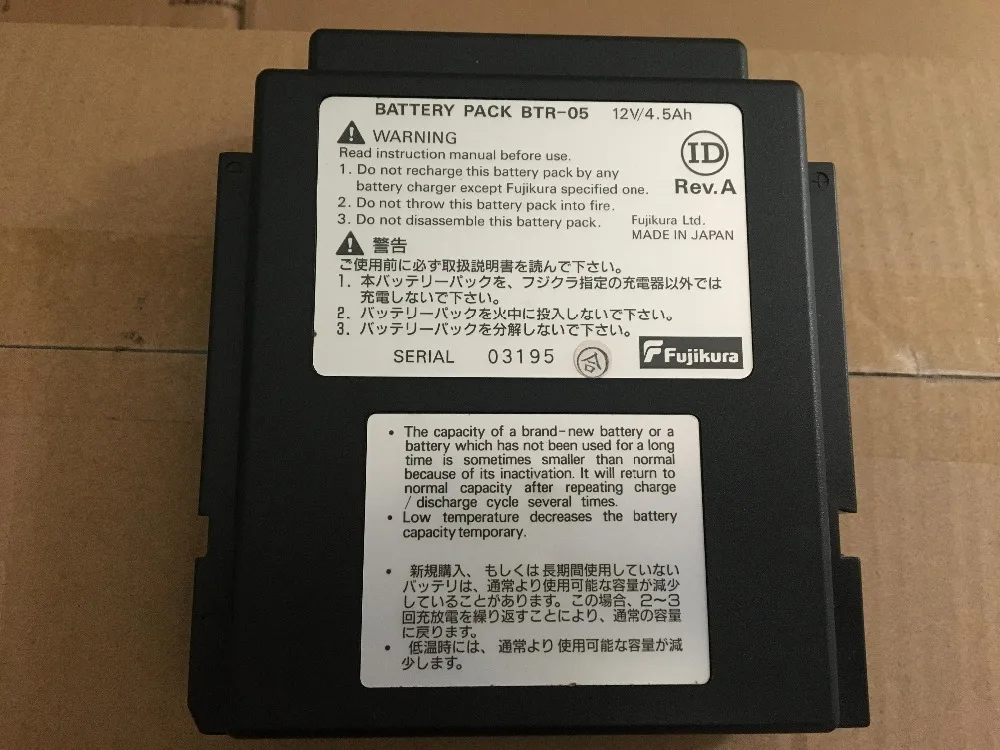 BATTERY PACK BTR-05 12V/4.5Ah
WARNING
Read instruction manual before use.
1. Do not recharge this battery pack by any
battery charger except Fujikura specified one.
2. Do not throw this battery pack into fire.
3. Do not disassemble this battery pack.
ID
Rev. A
Fujikura Ltd.
MADE IN JAPAN
警告
ご使用前に必ず取扱説明書を読んで下さい。
1. 本バッテリーパックを、フジクラ指定の充電器以外では
充電しないで下さい。
2. バッテリーパックを火中に投入しないで下さい。
3. バッテリーパックを分解しないで下さい。
SERIAL 03195 合
Fujikura
• The capacity of a brand-new battery or a
battery which has not been used for a long
time is sometimes smaller than normal
because of its inactivation. It will return to
normal capacity after repeating charge
/ discharge cycle several times.
• Low temperature decreases the battery
capacity temporary.
• 新規購入、もしくは長期間使用していない
バッテリは、通常より使用可能な容量が減少
していることがあります。この場合、2〜3
回充放電を繰り返すことにより、通常の容量
に戻ります。
• 低温時には、通常より使用可能な容量が減
少します。